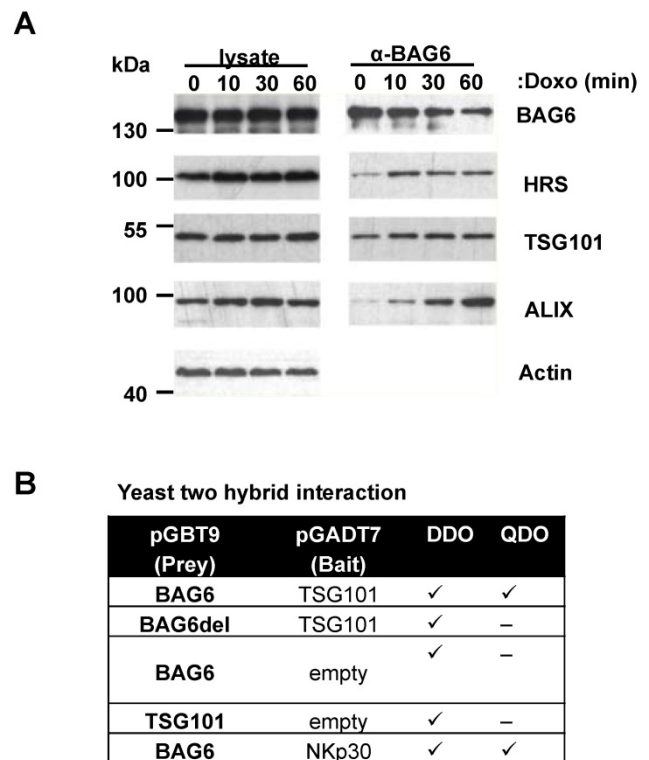 A
lysate
α-BAG6
kDa
0 10 30 60
0 10 30 60
:Doxo (min)
BAG6
130
100
HRS
55
TSG101
100
ALIX
Actin
40
B
Yeast two hybrid interaction
pGBT9 (Prey) pGADT7 (Bait) DDO QDO
BAG6 TSG101 ✓ ✓
BAG6del TSG101 ✓ –
BAG6 empty ✓ –
TSG101 empty ✓ –
BAG6 NKp30 ✓ ✓